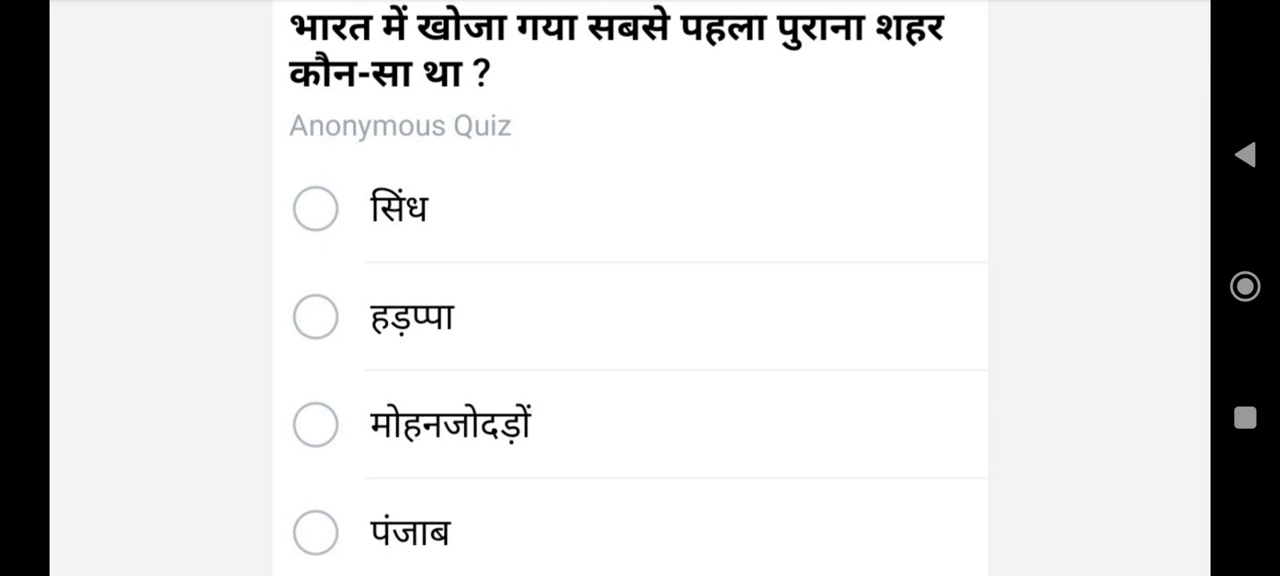 भारत में खोजा गया सबसे पहला पुराना शहर
कौन-सा था ?
Anonymous Quiz
सिंध
हड़प्पा
मोहनजोदड़ों
पंजाब